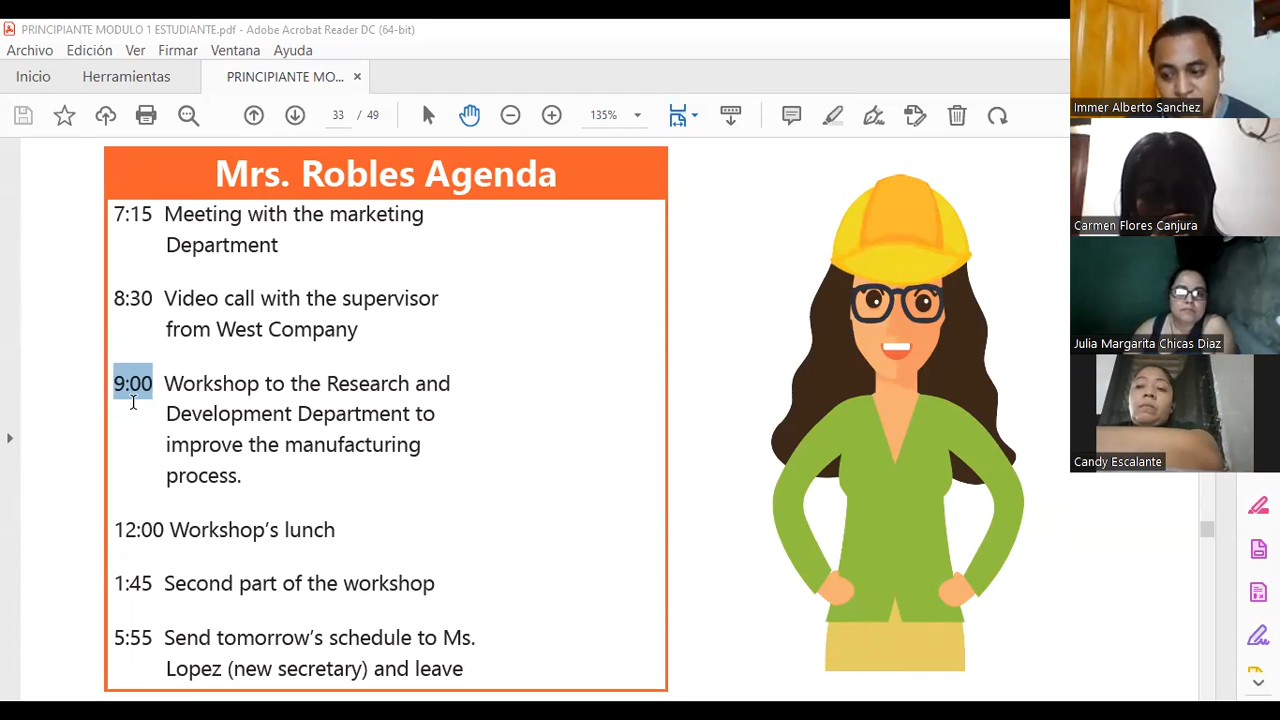 PRINCIPIANTE MODULO 1 ESTUDIANTE.pdf - Adobe Acrobat Reader DC (64-bit)
Archivo Edición Ver Firmar Ventana Ayuda
Inicio Herramientas PRINCIPIANTE MO... ×
33 / 49 135%
Mrs. Robles Agenda
7:15 Meeting with the marketing
Department
8:30 Video call with the supervisor
from West Company
9:00 Workshop to the Research and
Development Department to
improve the manufacturing
process.
12:00 Workshop's lunch
1:45 Second part of the workshop
5:55 Send tomorrow's schedule to Ms.
Lopez (new secretary) and leave
Immer Alberto Sanchez
Carmen Flores Canjura
Julia Margarita Chicas Diaz
Candy Escalante